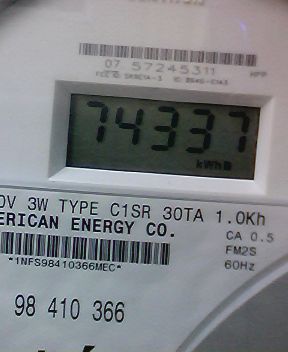 07 57245311
74337
kWh
0V 3W TYPE C1SR 30TA 1.0Kh
ERICAN ENERGY CO.
CA 0.5
FM2S
*1NFS98410366MEC*
60Hz
98 410 366